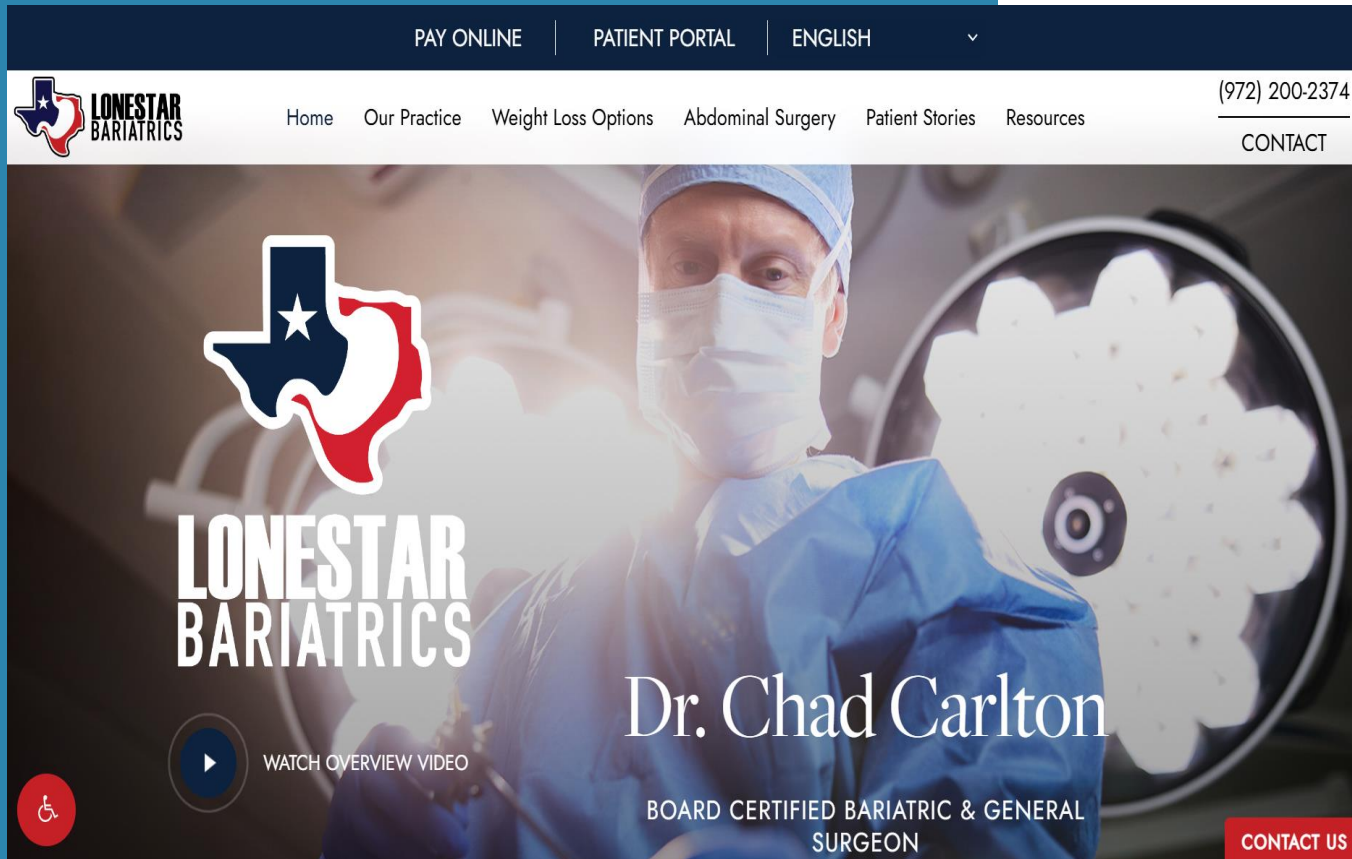 PAY ONLINE
PATIENT PORTAL
ENGLISH
LONESTAR
BARIATRICS
Home
Our Practice
Weight Loss Options
Abdominal Surgery
Patient Stories
Resources
(972) 200-2374
CONTACT
LONESTAR
BARIATRICS
WATCH OVERVIEW VIDEO
Dr. Chad Carlton
BOARD CERTIFIED BARIATRIC & GENERAL
SURGEON
CONTACT US